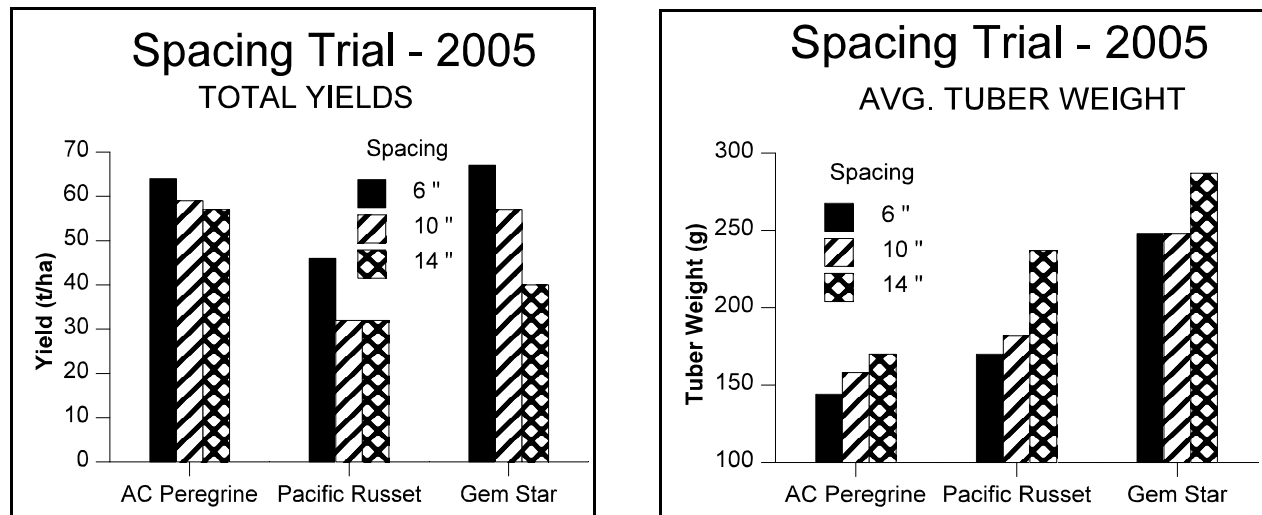 Spacing Trial - 2005
TOTAL YIELDS
Yield (t/ha)
70
60
50
40
30
20
10
0
Spacing
6 "
10 "
14 "
AC Peregrine Pacific Russet Gem Star
Spacing Trial - 2005
AVG. TUBER WEIGHT
Tuber Weight (g)
300
250
200
150
100
Spacing
6 "
10 "
14 "
AC Peregrine Pacific Russet Gem Star